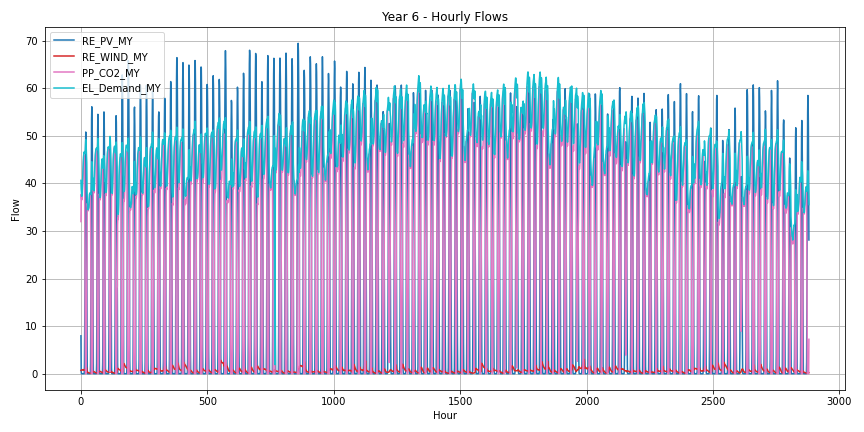 Year 6 - Hourly Flows
RE_PV_MY
RE_WIND_MY
PP_CO2_MY
EL_Demand_MY
Flow
70
60
50
40
30
20
10
0
0
500
1000
1500
2000
2500
3000
Hour